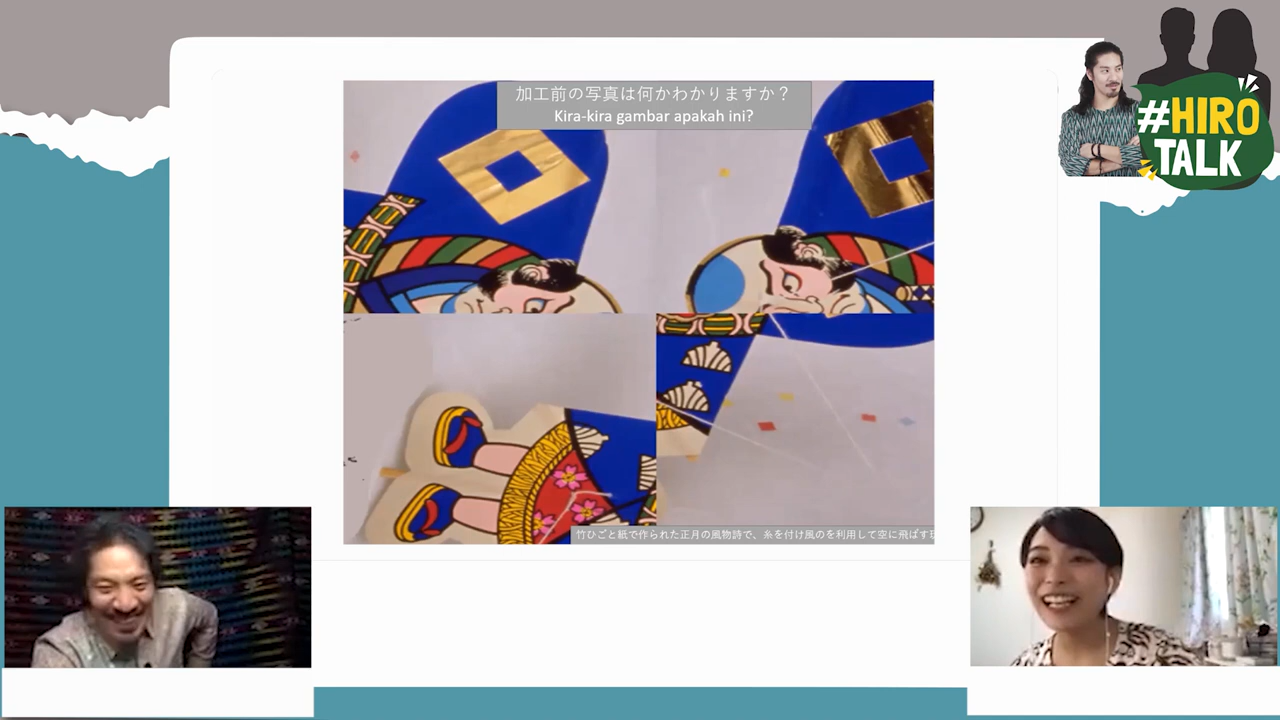 加工前の写真は何かわかりますか？
Kira-kira gambar apakah ini?
#HIRO
TALK
竹ひごと紙で作られた正月の風物詩で、糸を付け風のを利用して空に飛ばす